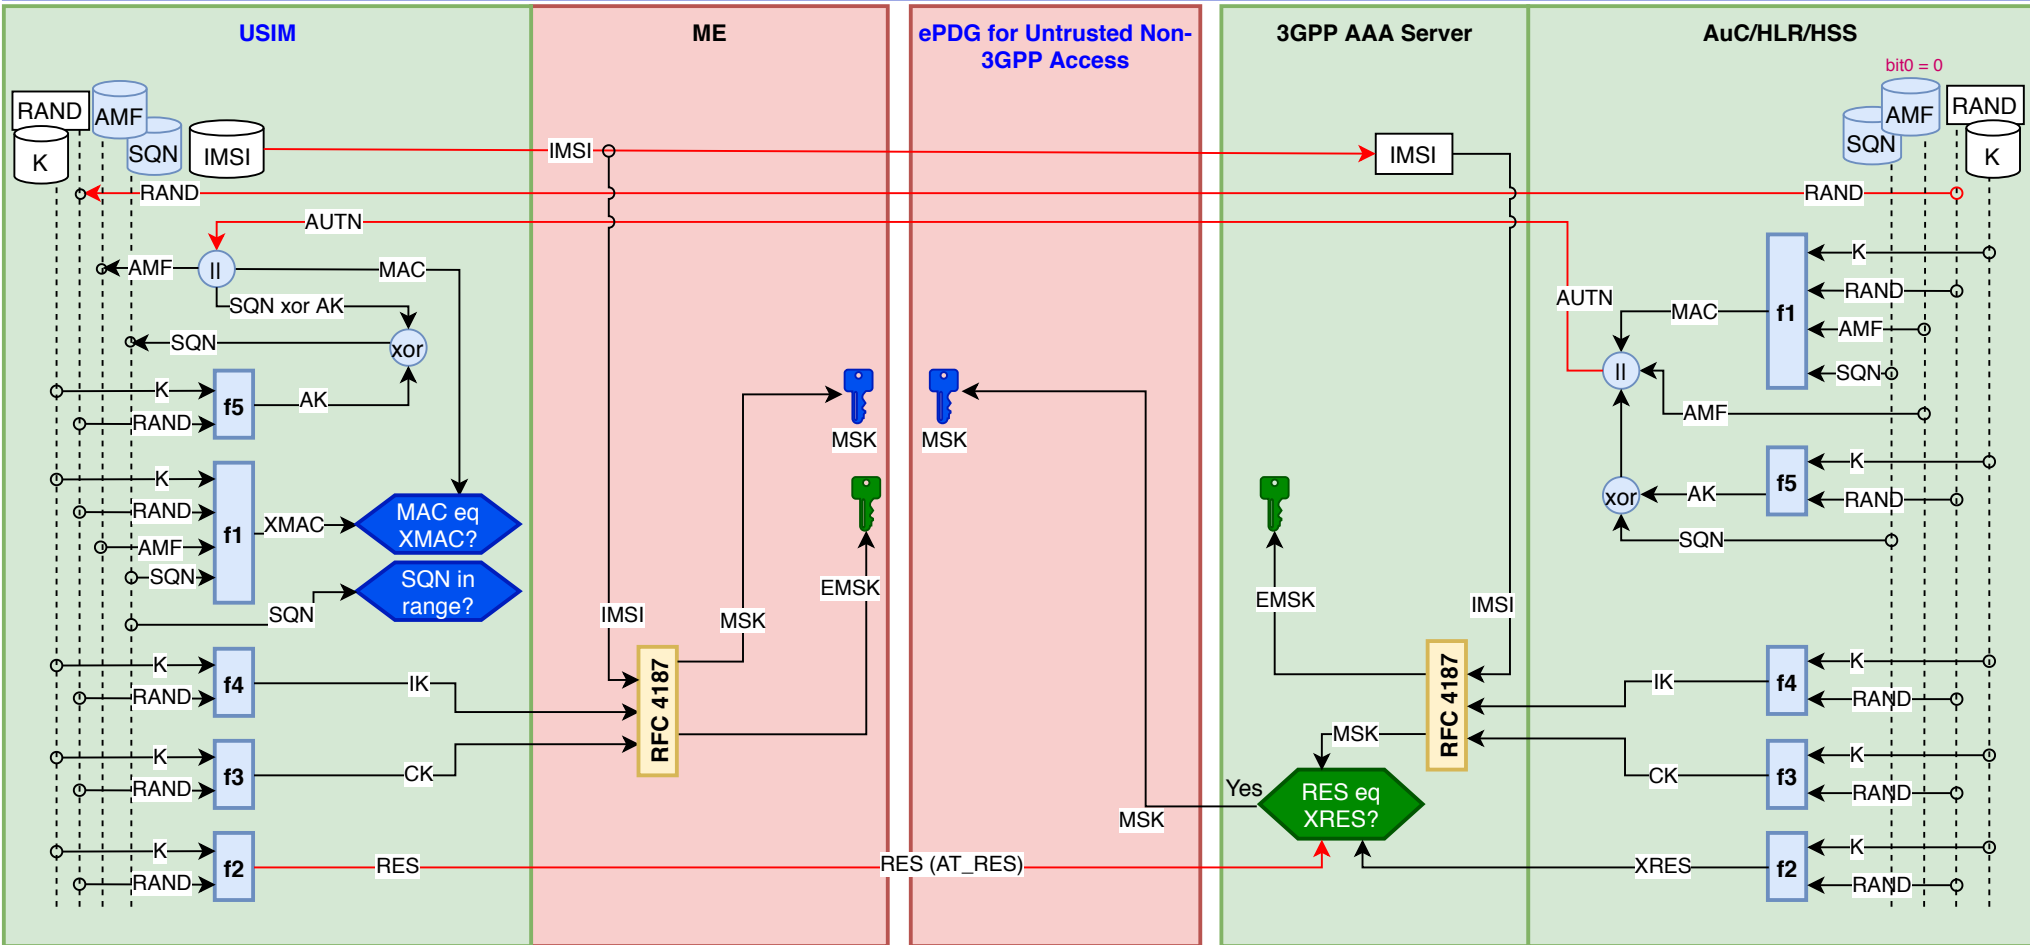 USIM
ME
ePDG for Untrusted Non-
3GPP Access
3GPP AAA Server
AuC/HLR/HSS
bit0 = 0
RAND
AMF
SQN
K
IMSI
IMSI
IMSI
SQN
AMF
RAND
K
RAND
RAND
AUTN
AMF
||
MAC
SQN xor AK
SQN
xor
K
RAND
f5
AK
K
RAND
AMF
SQN
f1
XMAC
MAC eq
XMAC?
SQN in
range?
SQN
K
RAND
f4
IK
K
RAND
f3
CK
K
RAND
f2
RES
IMSI
RFC 4187
MSK
EMSK
MSK
MSK
RES (AT_RES)
MSK
EMSK
IMSI
RFC 4187
MSK
Yes
RES eq
XRES?
AUTN
MAC
||
AMF
xor
AK
SQN
f1
K
RAND
AMF
SQN
f5
K
RAND
IK
f4
K
RAND
CK
f3
K
RAND
XRES
f2
K
RAND